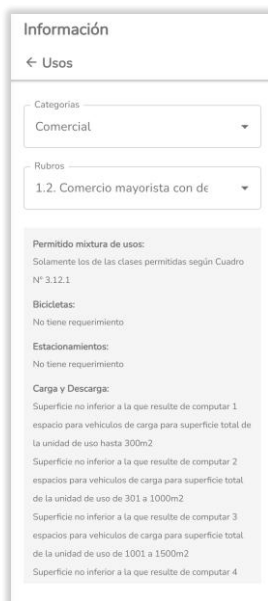 Información
← Usos
Categorias
Comercial
Rubros
1.2. Comercio mayorista con de
Permitido mixtura de usos:
Solamente los de las clases permitidas según Cuadro
N° 3.12.1
Bicicletas:
No tiene requerimiento
Estacionamientos:
No tiene requerimiento
Carga y Descarga:
Superficie no inferior a la que resulte de computar 1
espacio para vehiculos de carga para superficie total de
la unidad de uso hasta 300m2
Superficie no inferior a la que resulte de computar 2
espacios para vehiculos de carga para superficie total
de la unidad de uso de 301 a 1000m2
Superficie no inferior a la que resulte de computar 3
espacios para vehiculos de carga para superficie total
de la unidad de uso de 1001 a 1500m2
Superficie no inferior a la que resulte de computar 4